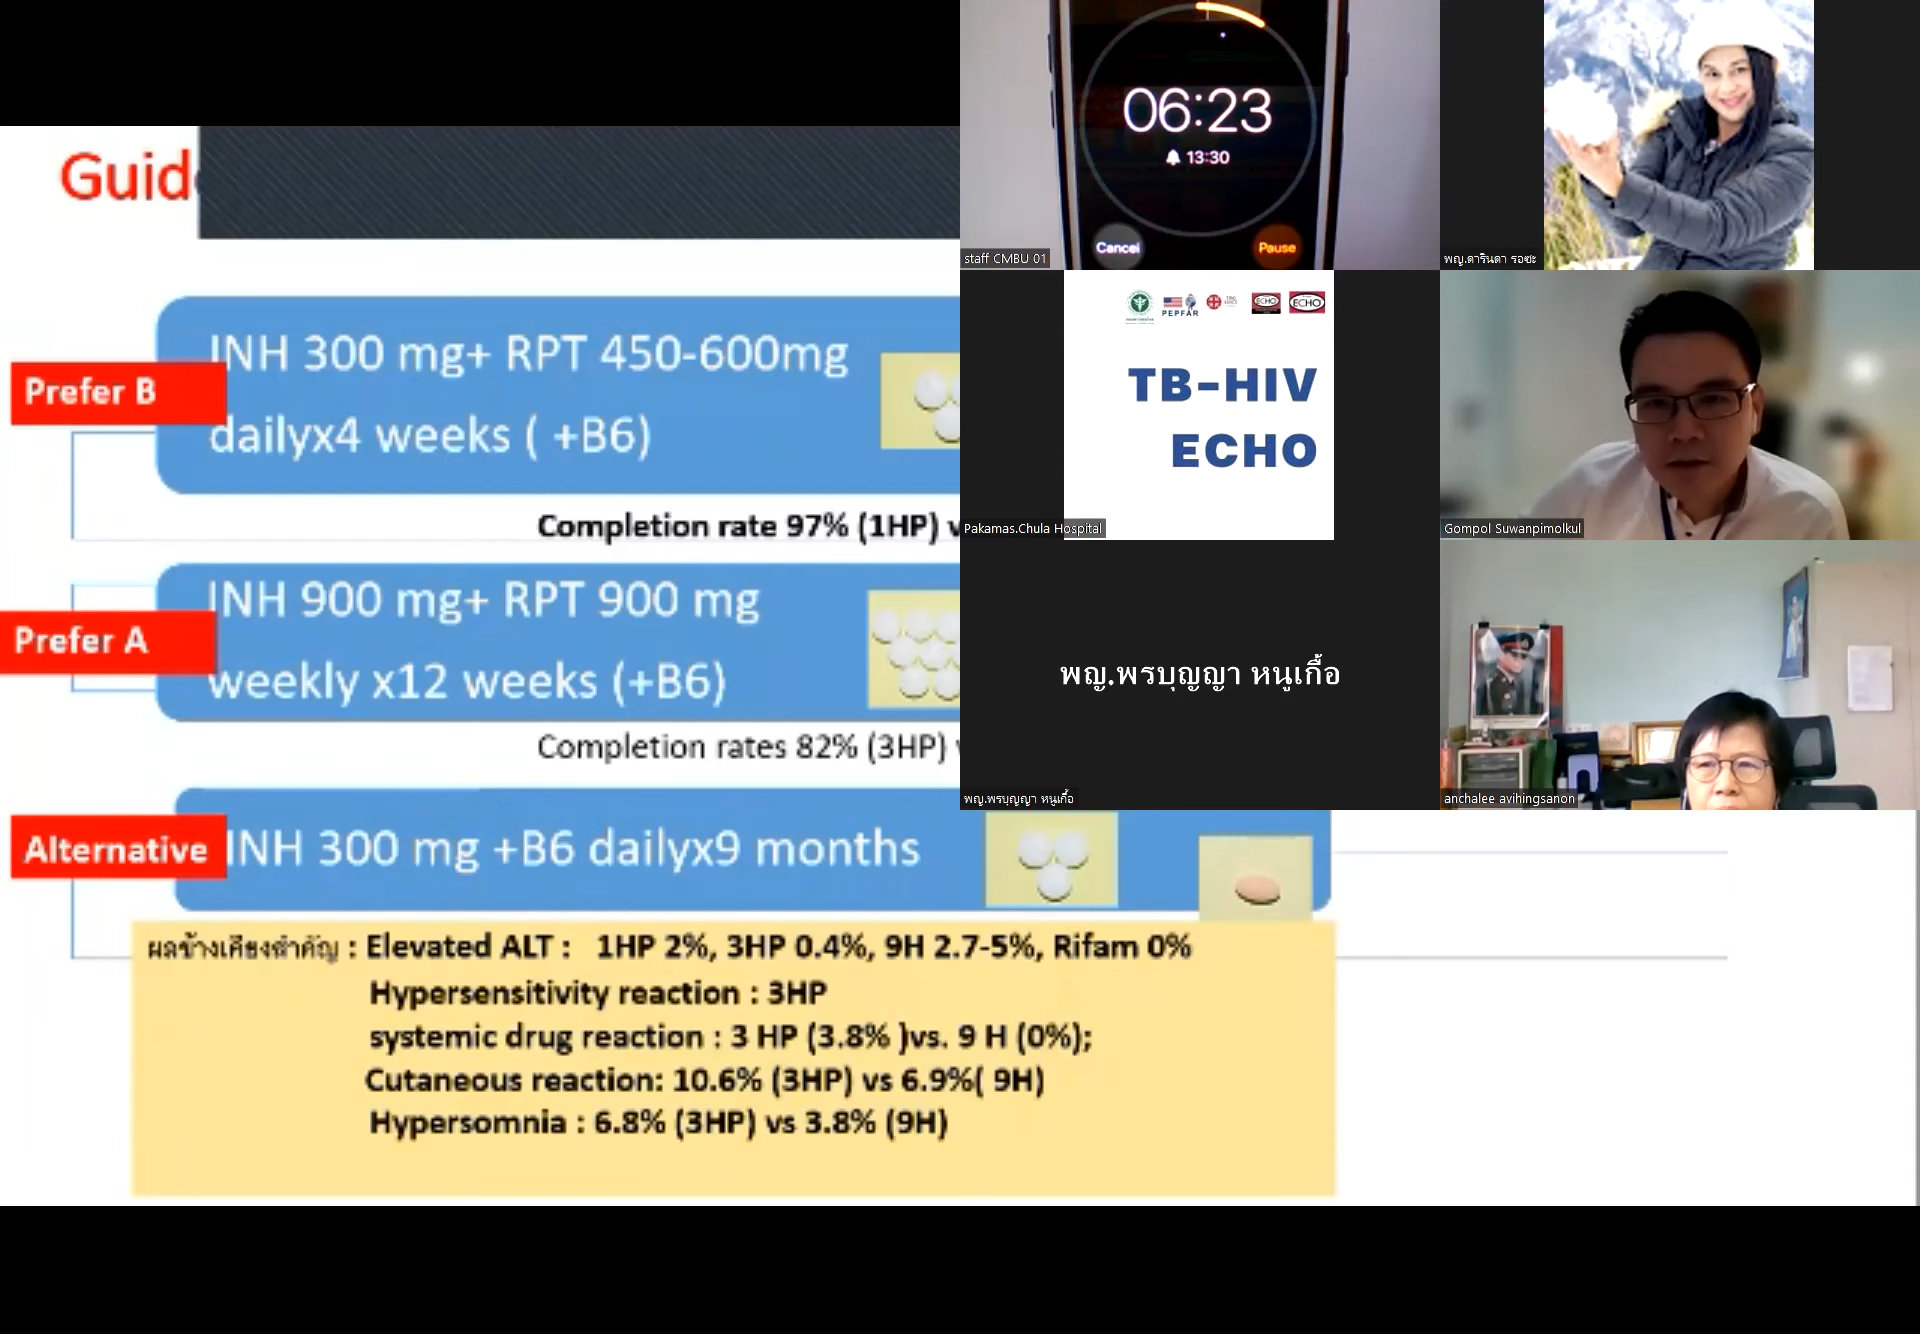 Guid
Prefer B
INH 300 mg+ RPT 450-600mg
dailyx4 weeks ( +B6)
Completion rate 97% (1HP)
Prefer A
INH 900 mg+ RPT 900 mg
weekly x12 weeks (+B6)
Completion rates 82% (3HP)
Alternative
INH 300 mg +B6 dailyx9 months
ผลข้างเคียงสำคัญ : Elevated ALT : 1HP 2%, 3HP 0.4%, 9H 2.7-5%, Rifam 0%
Hypersensitivity reaction : 3HP
systemic drug reaction : 3 HP (3.8% )vs. 9 H (0%);
Cutaneous reaction: 10.6% (3HP) vs 6.9%( 9H)
Hypersomnia : 6.8% (3HP) vs 3.8% (9H)
06:23
13:30
Cancel
Pause
staff CMBU 01
พญ.ดารินดา รอซะ
PEPFAR
ECHO
ECHO
TB-HIV
ECHO
Pakamas.Chula Hospital
Gompol Suwanpimolkul
พญ.พรบุญญา หนูเกื้อ
พญ.พรบุญญา หนูเกื้อ
anchalee avihingsanon